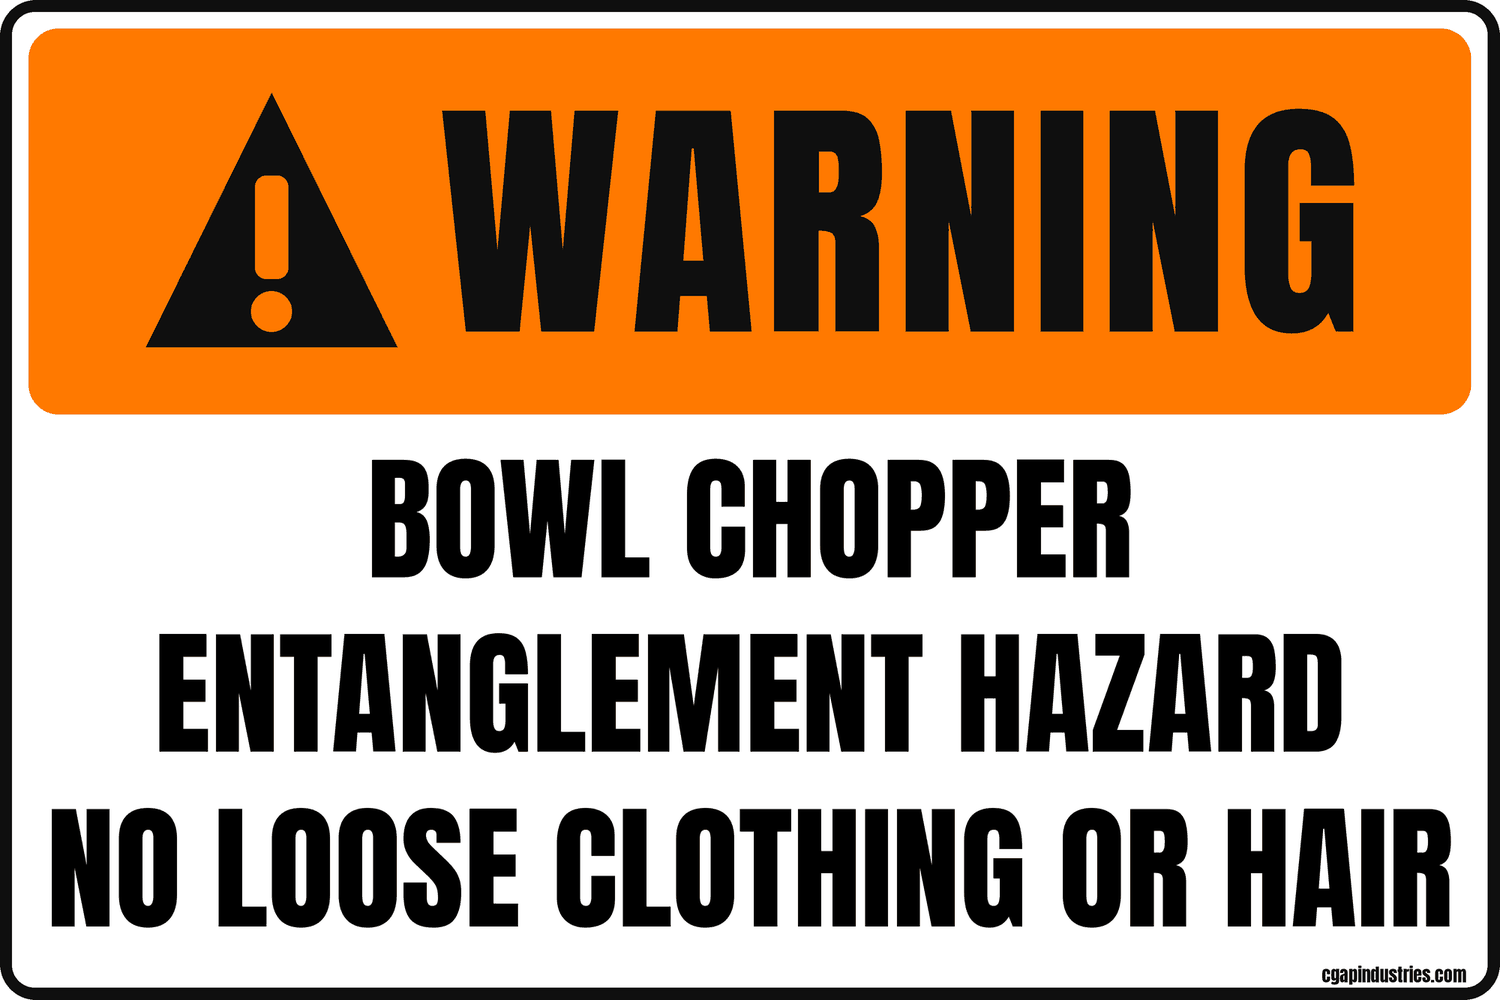 WARNING
BOWL CHOPPER
ENTANGLEMENT HAZARD
NO LOOSE CLOTHING OR HAIR
cgapindustries.com